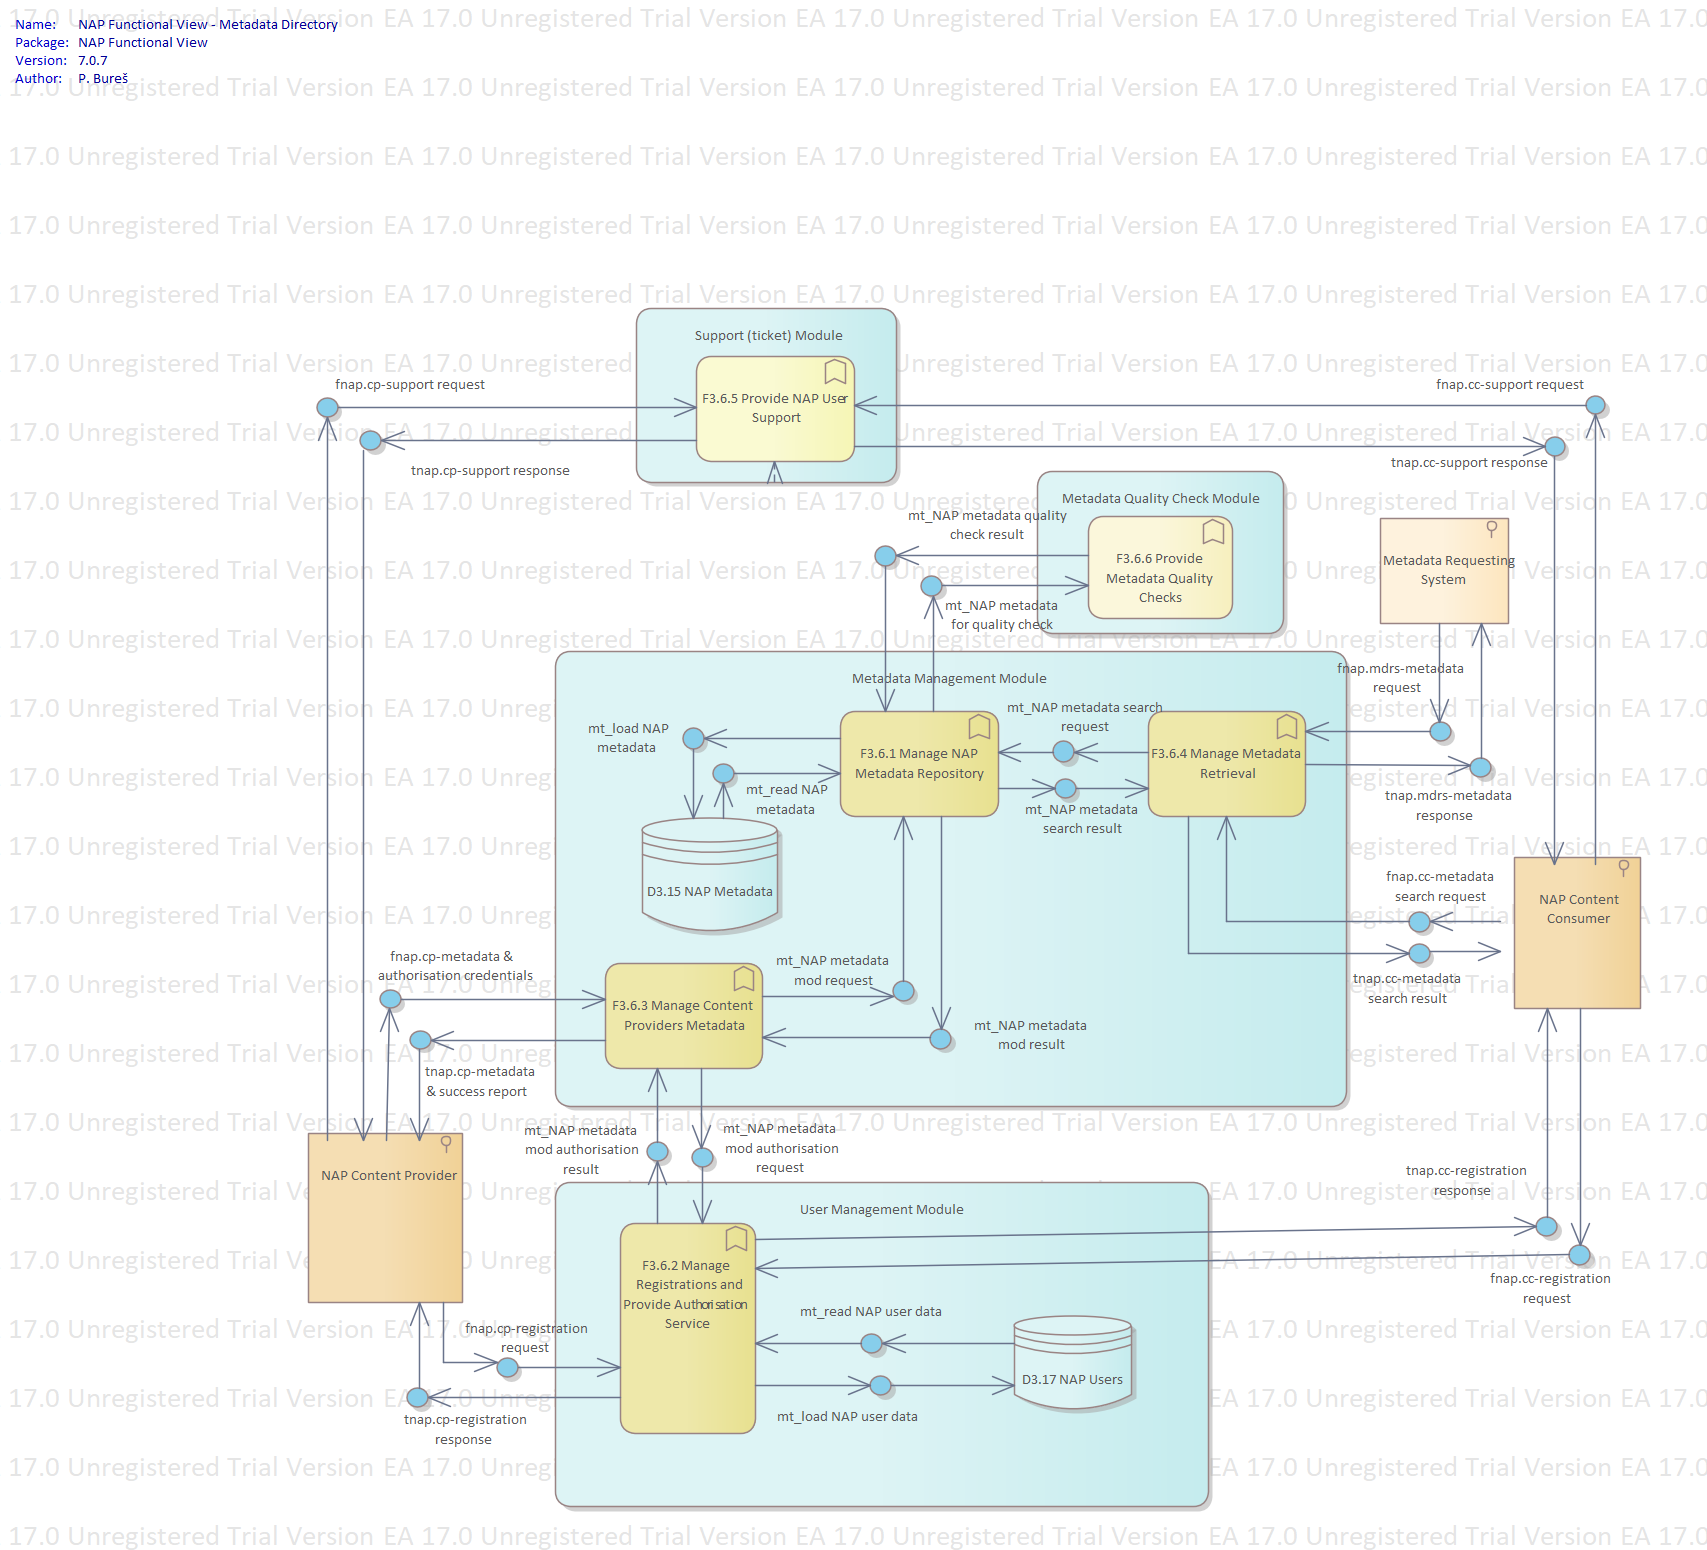 Name: NAP Functional View - Metadata Directory
Package: NAP Functional View
Version: 7.0.7
Author: P. Bureš
17.0 Unregistered Trial Version EA 17.0 Unregistered Trial Version EA 17.0 Unregistered Trial Version EA 17.0 Unregistered Trial Version EA 17.0
Support (ticket) Module
fnap.cp-support request
fnap.cc-support request
F3.6.5 Provide NAP User
Support
tnap.cp-support response
tnap.cc-support response
Metadata Quality Check Module
mt_NAP metadata quality
check result
F3.6.6 Provide
Metadata Quality
Checks
Metadata Requesting
System
mt_NAP metadata
for quality check
Metadata Management Module
fnap.mdrs-metadata
request
mt_NAP metadata search
request
mt_load NAP
metadata
F3.6.1 Manage NAP
Metadata Repository
F3.6.4 Manage Metadata
Retrieval
mt_read NAP
metadata
mt_NAP metadata
search result
tnap.mdrs-metadata
response
D3.15 NAP Metadata
fnap.cc-metadata
search request
NAP Content
Consumer
fnap.cp-metadata &
authorisation credentials
mt_NAP metadata
mod request
tnap.cc-metadata
search result
F3.6.3 Manage Content
Providers Metadata
mt_NAP metadata
mod result
tnap.cp-metadata
& success report
mt_NAP metadata
mod authorisation
result
mt_NAP metadata
mod authorisation
request
NAP Content Provider
tnap.cc-registration
response
User Management Module
F3.6.2 Manage
Registrations and
Provide Authorisation
Service
fnap.cc-registration
request
mt_read NAP user data
fnap.cp-registration
request
D3.17 NAP Users
mt_load NAP user data
tnap.cp-registration
response